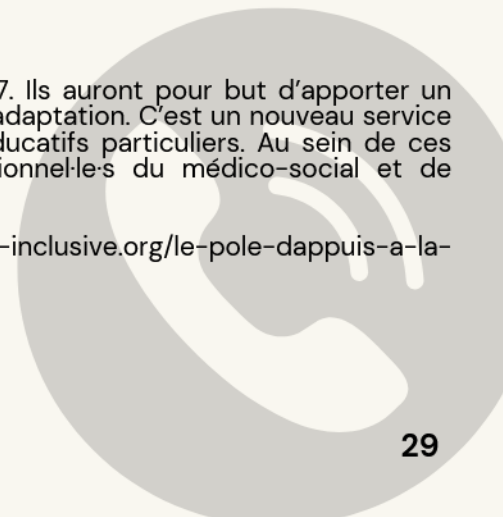 7. Ils auront pour but d'apporter un
adaptation. C'est un nouveau service
ducatifs particuliers. Au sein de ces
ionnel·le·s du médico-social et de
-inclusive.org/le-pole-dappuis-a-la-
29